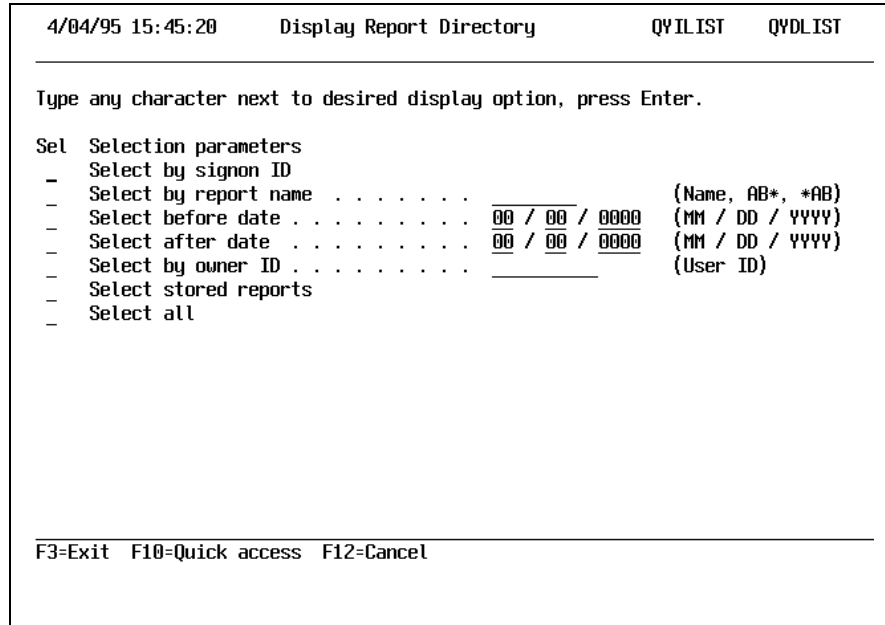 4/04/95 15:45:20 Display Report Directory QYILIST QYDLIST
Type any character next to desired display option, press Enter.
Sel Selection parameters
_ Select by signon ID
_ Select by report name . . . . . . . ________ (Name, AB*, *AB)
_ Select before date . . . . . . . . . 00 / 00 / 0000 (MM / DD / YYYY)
_ Select after date . . . . . . . . . 00 / 00 / 0000 (MM / DD / YYYY)
_ Select by owner ID . . . . . . . . . __________ (User ID)
_ Select stored reports
_ Select all
F3=Exit F10=Quick access F12=Cancel